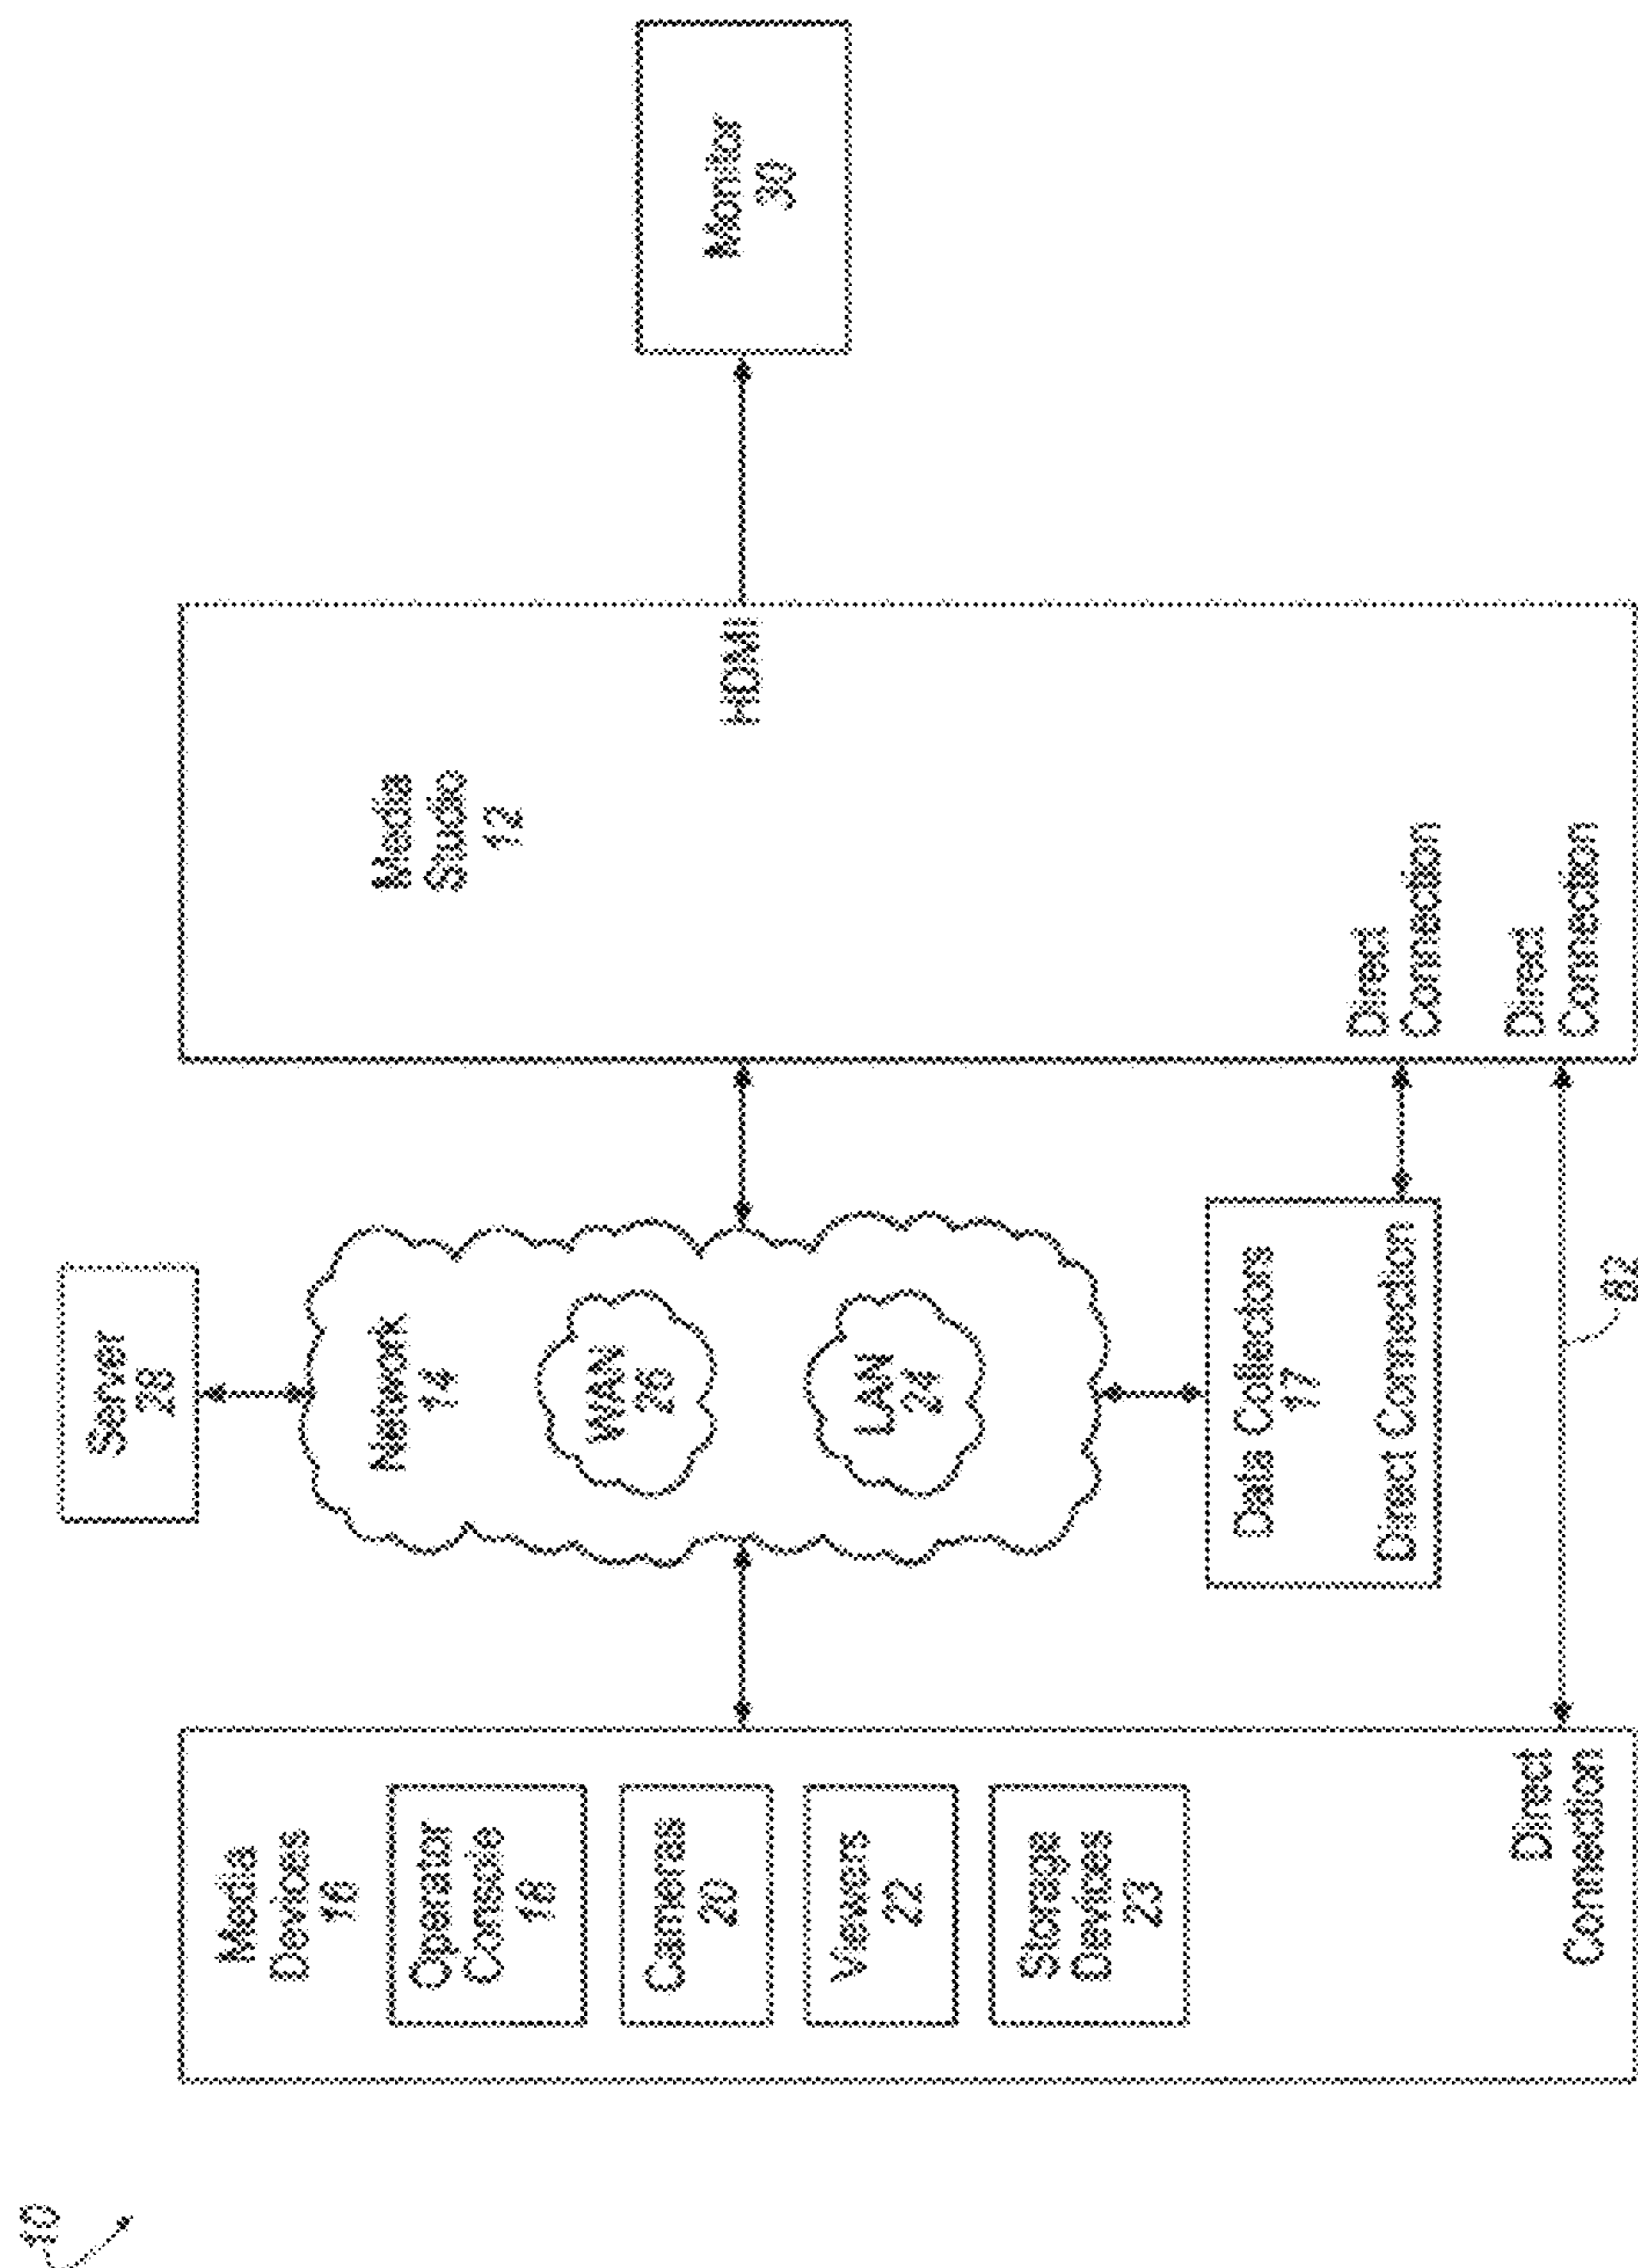 10
Media
Devices
16
Operator
Console
18
Cameras
20
Viewers
22
Storage
Devices
23
Direct
Connection
Server
28
Network
14
WAN
26
LAN
24
Data Collectors
17
Direct Connection
82
Media
Studio
12
HDMI
Direct
Connection
Direct
Connection
Monitor
30